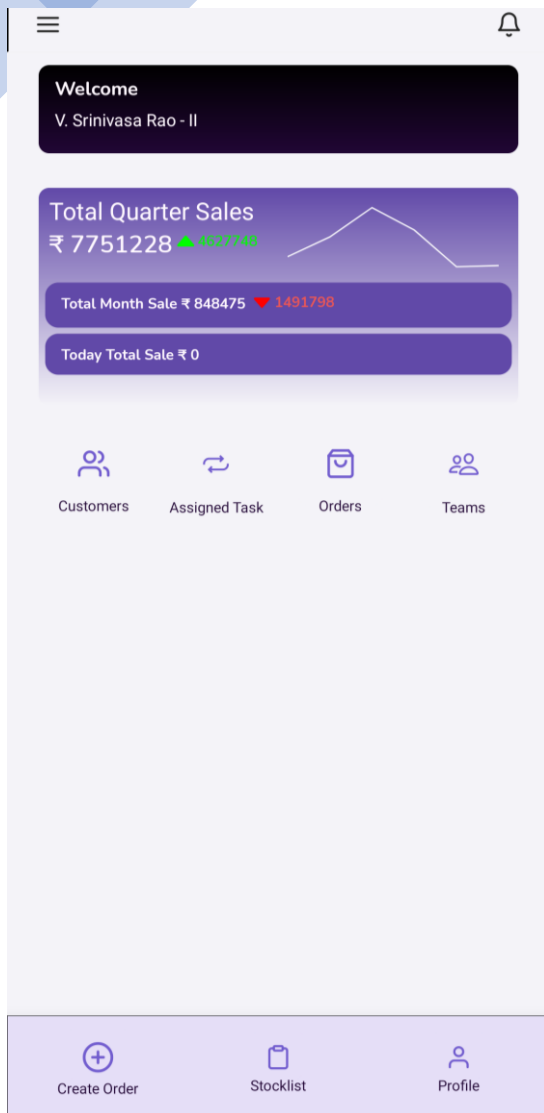 Welcome
V. Srinivasa Rao - II
Total Quarter Sales
₹ 7751228 4627748
Total Month Sale ₹ 848475 1491798
Today Total Sale ₹ 0
Customers Assigned Task Orders Teams
Create Order Stocklist Profile